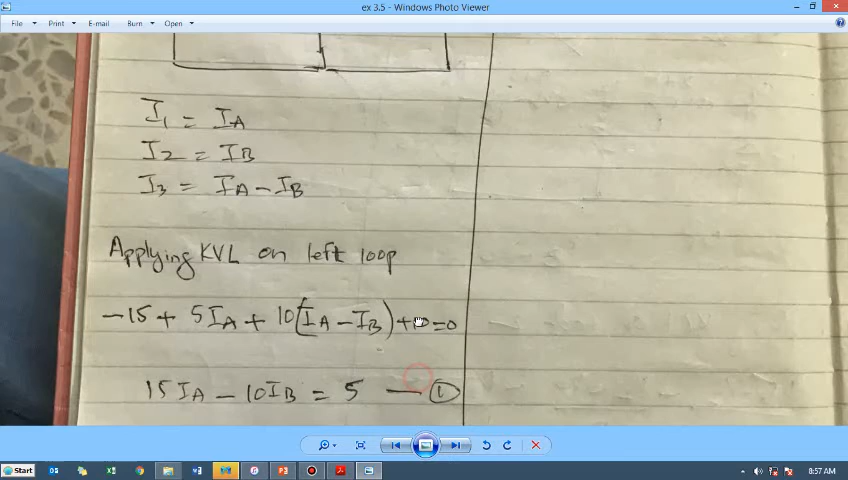 ex 3.5 - Windows Photo Viewer
File Print E-mail Burn Open
I1 = IA
I2 = IB
I3 = IA - IB
Applying KVL on left loop
-15 + 5IA + 10(IA - IB) + 10 = 0
15IA - 10IB = 5 — ①
Start
8:57 AM